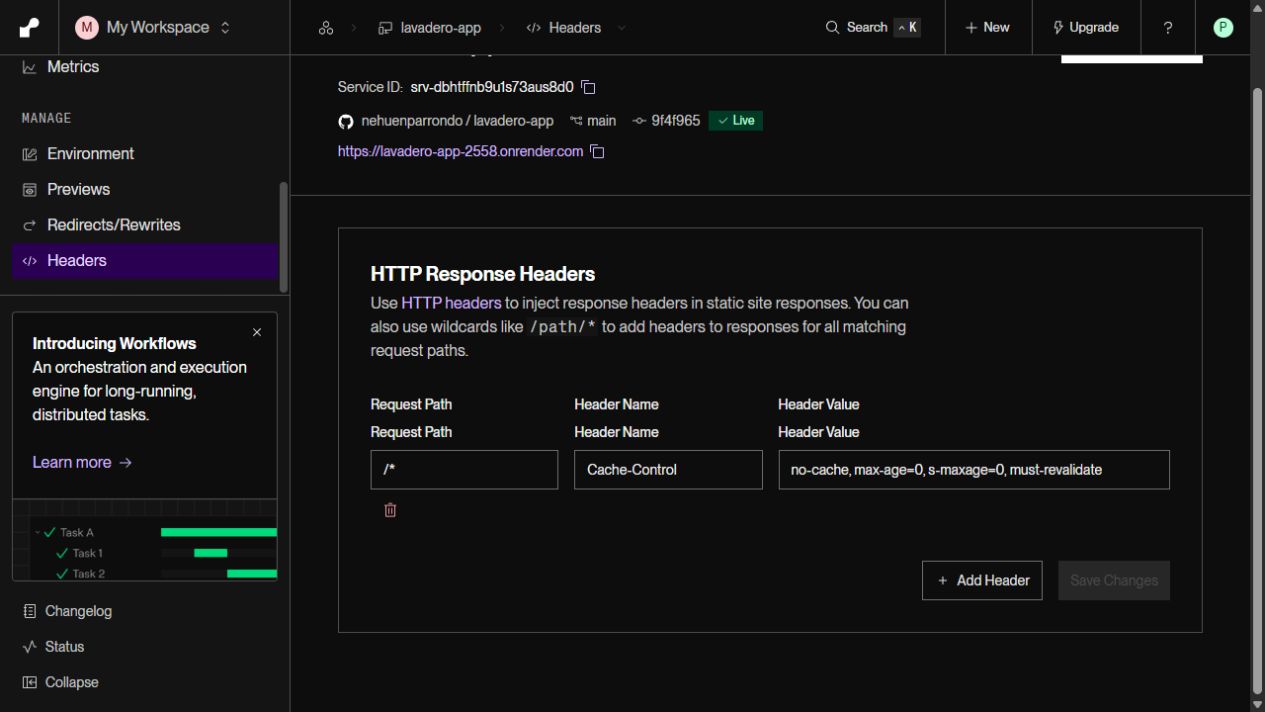 M My Workspace
lavadero-app
</> Headers
Search ^ K
+ New
Upgrade
?
P
Metrics
MANAGE
Environment
Previews
Redirects/Rewrites
</> Headers
Introducing Workflows
An orchestration and execution
engine for long-running,
distributed tasks.
Learn more →
Task A
Task 1
Task 2
Changelog
Status
Collapse
Service ID: srv-dbhtffnb9u1s73aus8d0
nehuenparrondo / lavadero-app main 9f4f965 Live
https://lavadero-app-2558.onrender.com
HTTP Response Headers
Use HTTP headers to inject response headers in static site responses. You can
also use wildcards like /path/* to add headers to responses for all matching
request paths.
Request Path Header Name Header Value
Request Path Header Name Header Value
/* Cache-Control no-cache, max-age=0, s-maxage=0, must-revalidate
+ Add Header Save Changes